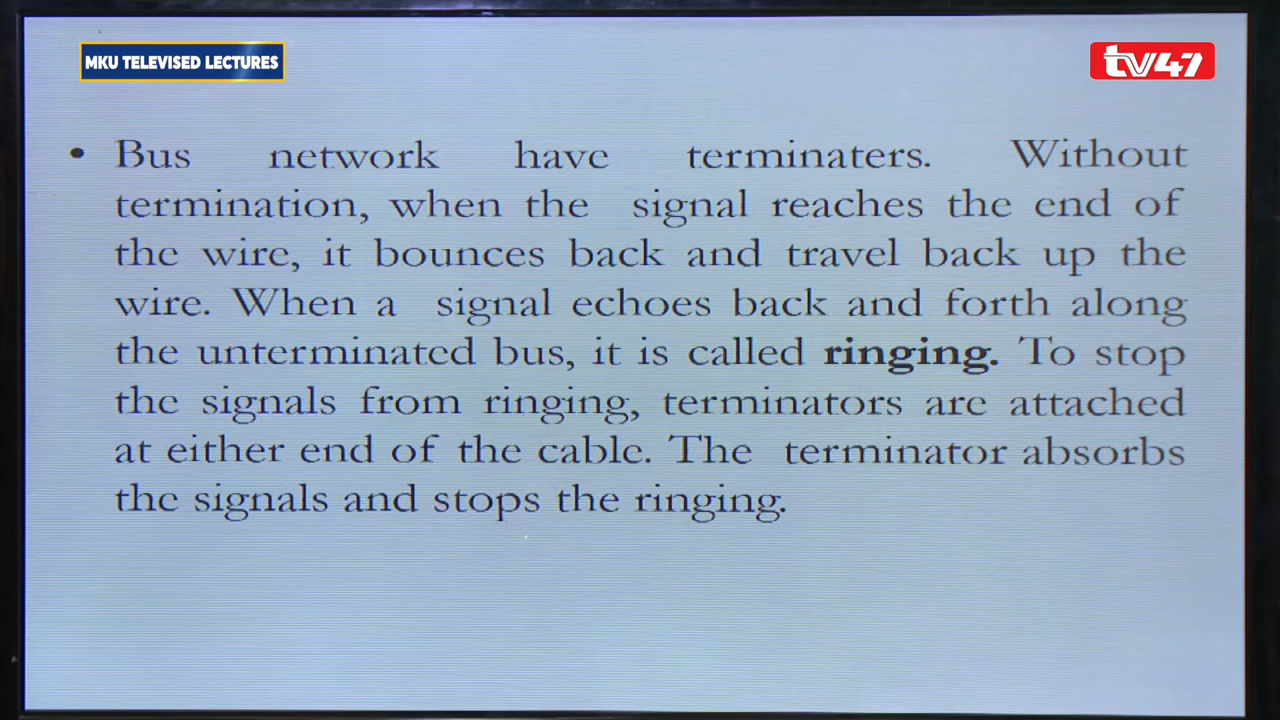 MKU TELEVISED LECTURES
tv47
• Bus network have terminaters. Without
termination, when the signal reaches the end of
the wire, it bounces back and travel back up the
wire. When a signal echoes back and forth along
the unterminated bus, it is called ringing. To stop
the signals from ringing, terminators are attached
at either end of the cable. The terminator absorbs
the signals and stops the ringing.